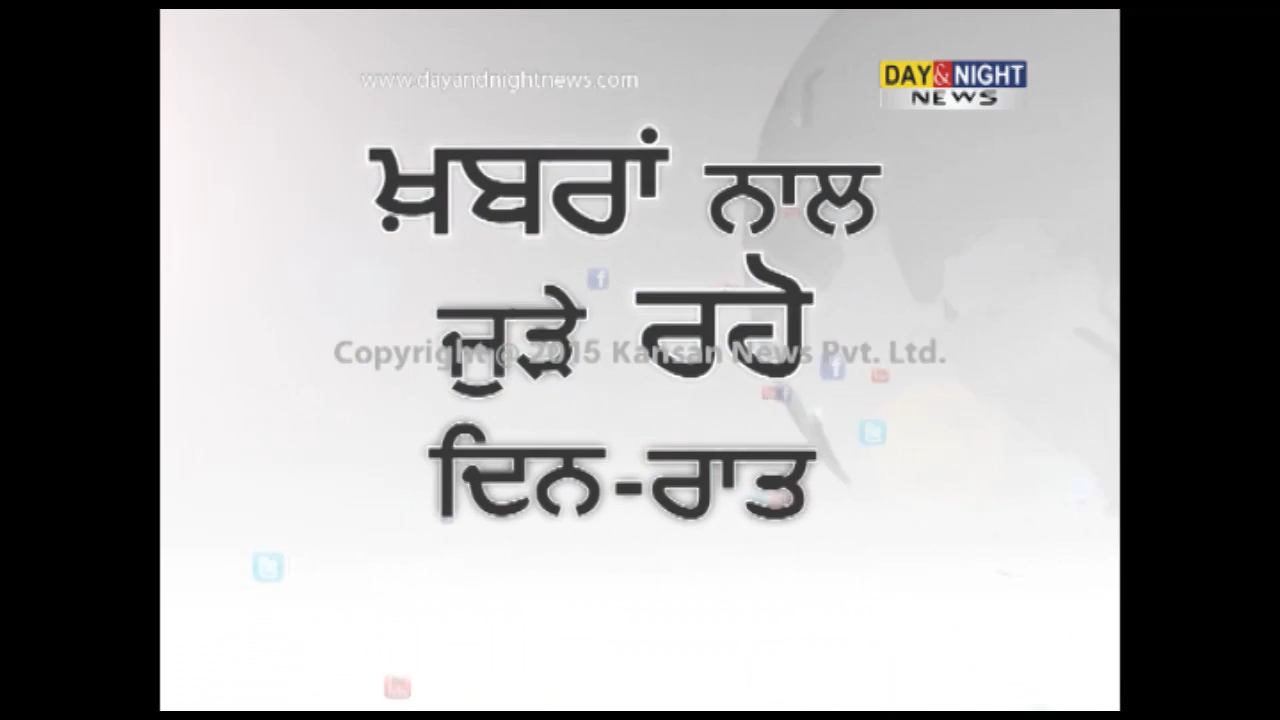 www.dayandnightnews.com
DAY&NIGHT
NEWS
ਖ਼ਬਰਾਂ ਨਾਲ
ਜੁੜੇ ਰਹੋ
Copyright @ 2015 Kansan News Pvt. Ltd.
ਦਿਨ-ਰਾਤ